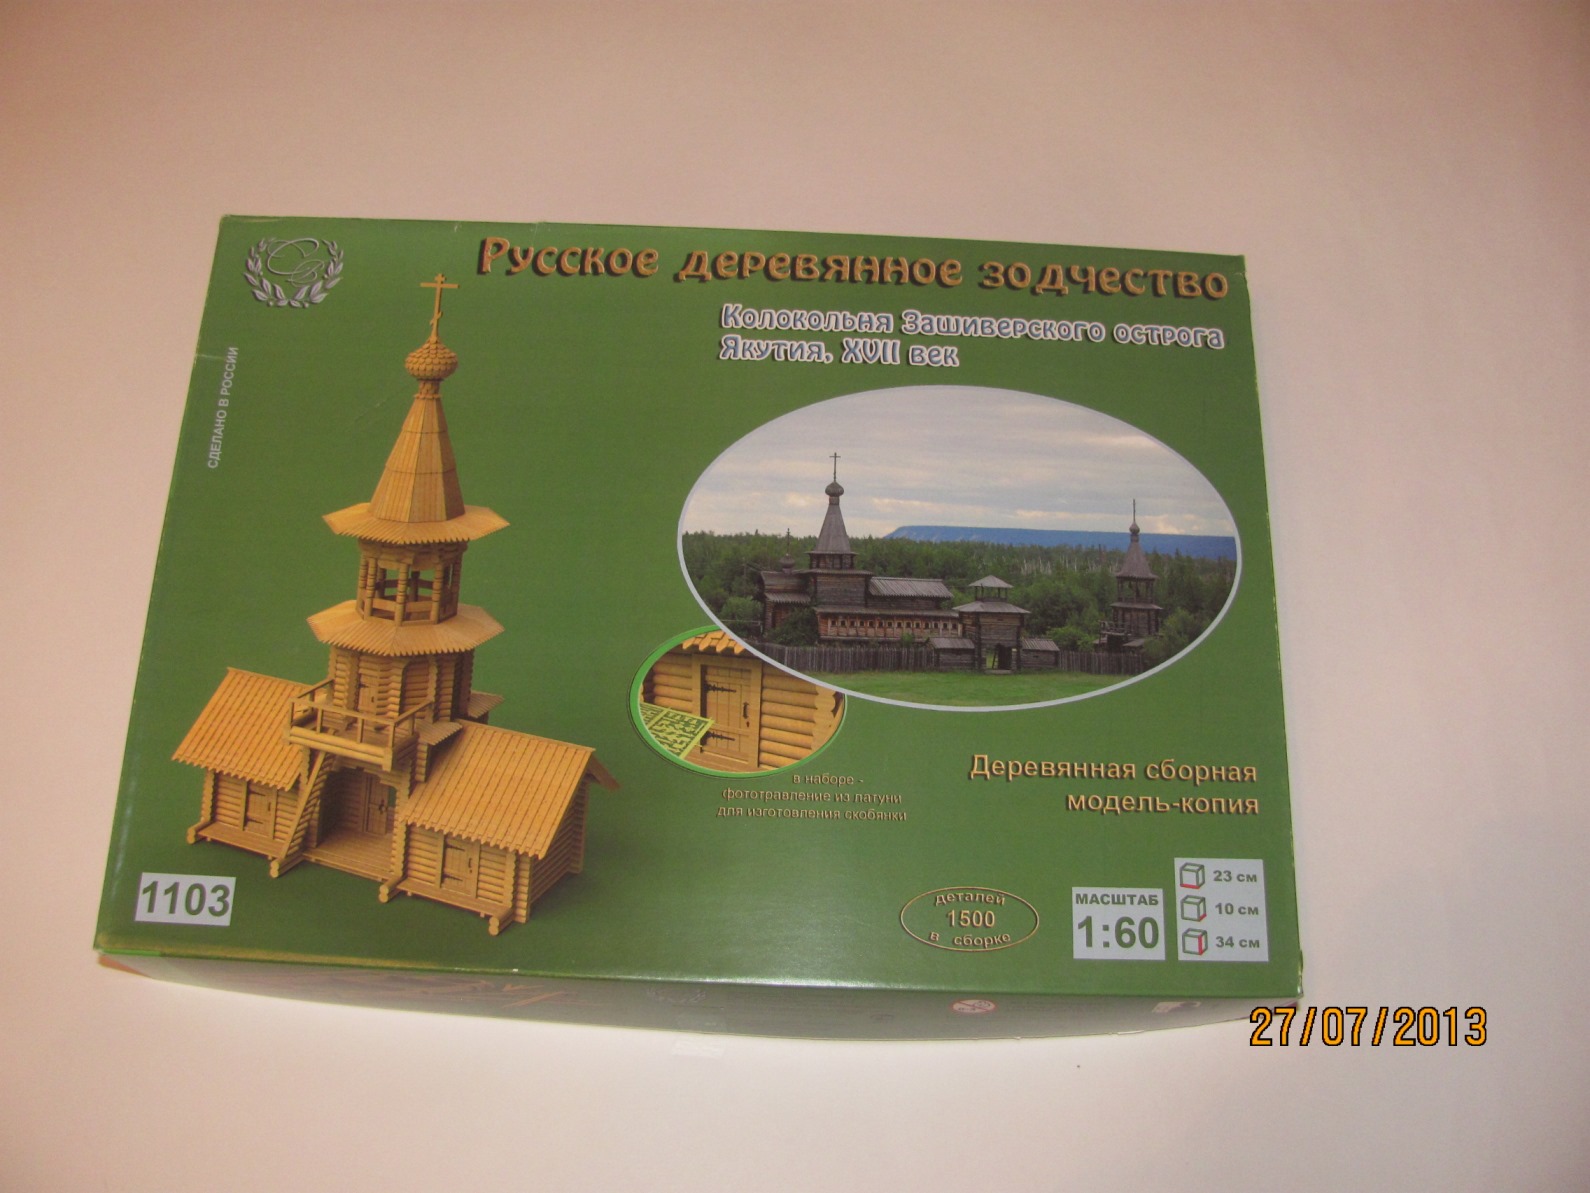 Русское деревянное зодчество
Колокольня Зашиверского острога
Якутия, XVII век
СДЕЛАНО В РОССИИ
в наборе -
фототравление из латуни
для изготовления скобянки
Деревянная сборная
модель-копия
1103
деталей
1500
в сборке
МАСШТАБ
1:60
23 см
10 см
34 см
27/07/2013